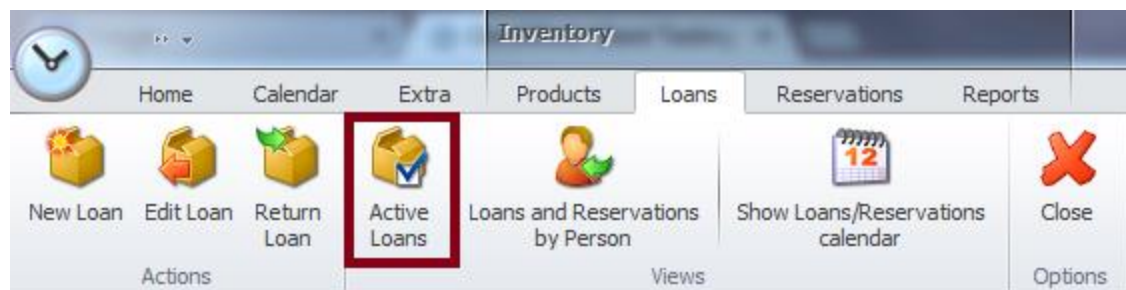 Inventory
Home Calendar Extra Products Loans Reservations Reports
12
New Loan Edit Loan Return Active Loans and Reservations Show Loans/Reservations Close
Loan Loans by Person calendar
Actions Views Options